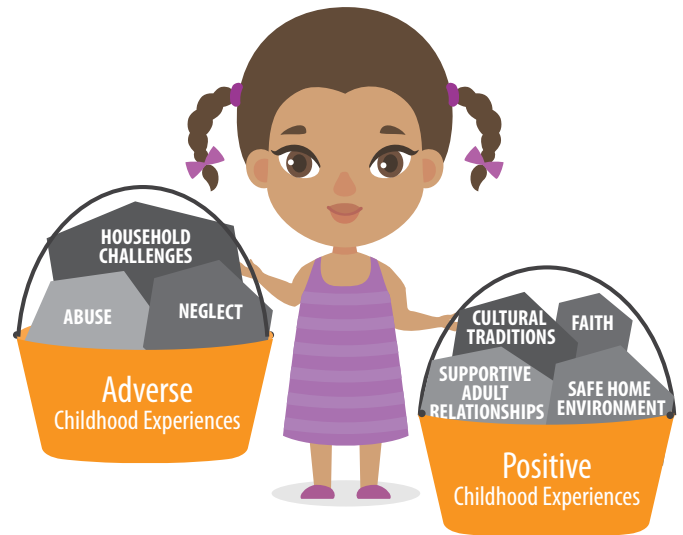 HOUSEHOLD
CHALLENGES
ABUSE
NEGLECT
Adverse
Childhood Experiences
CULTURAL
TRADITIONS
FAITH
SUPPORTIVE
ADULT
RELATIONSHIPS
SAFE HOME
ENVIRONMENT
Positive
Childhood Experiences